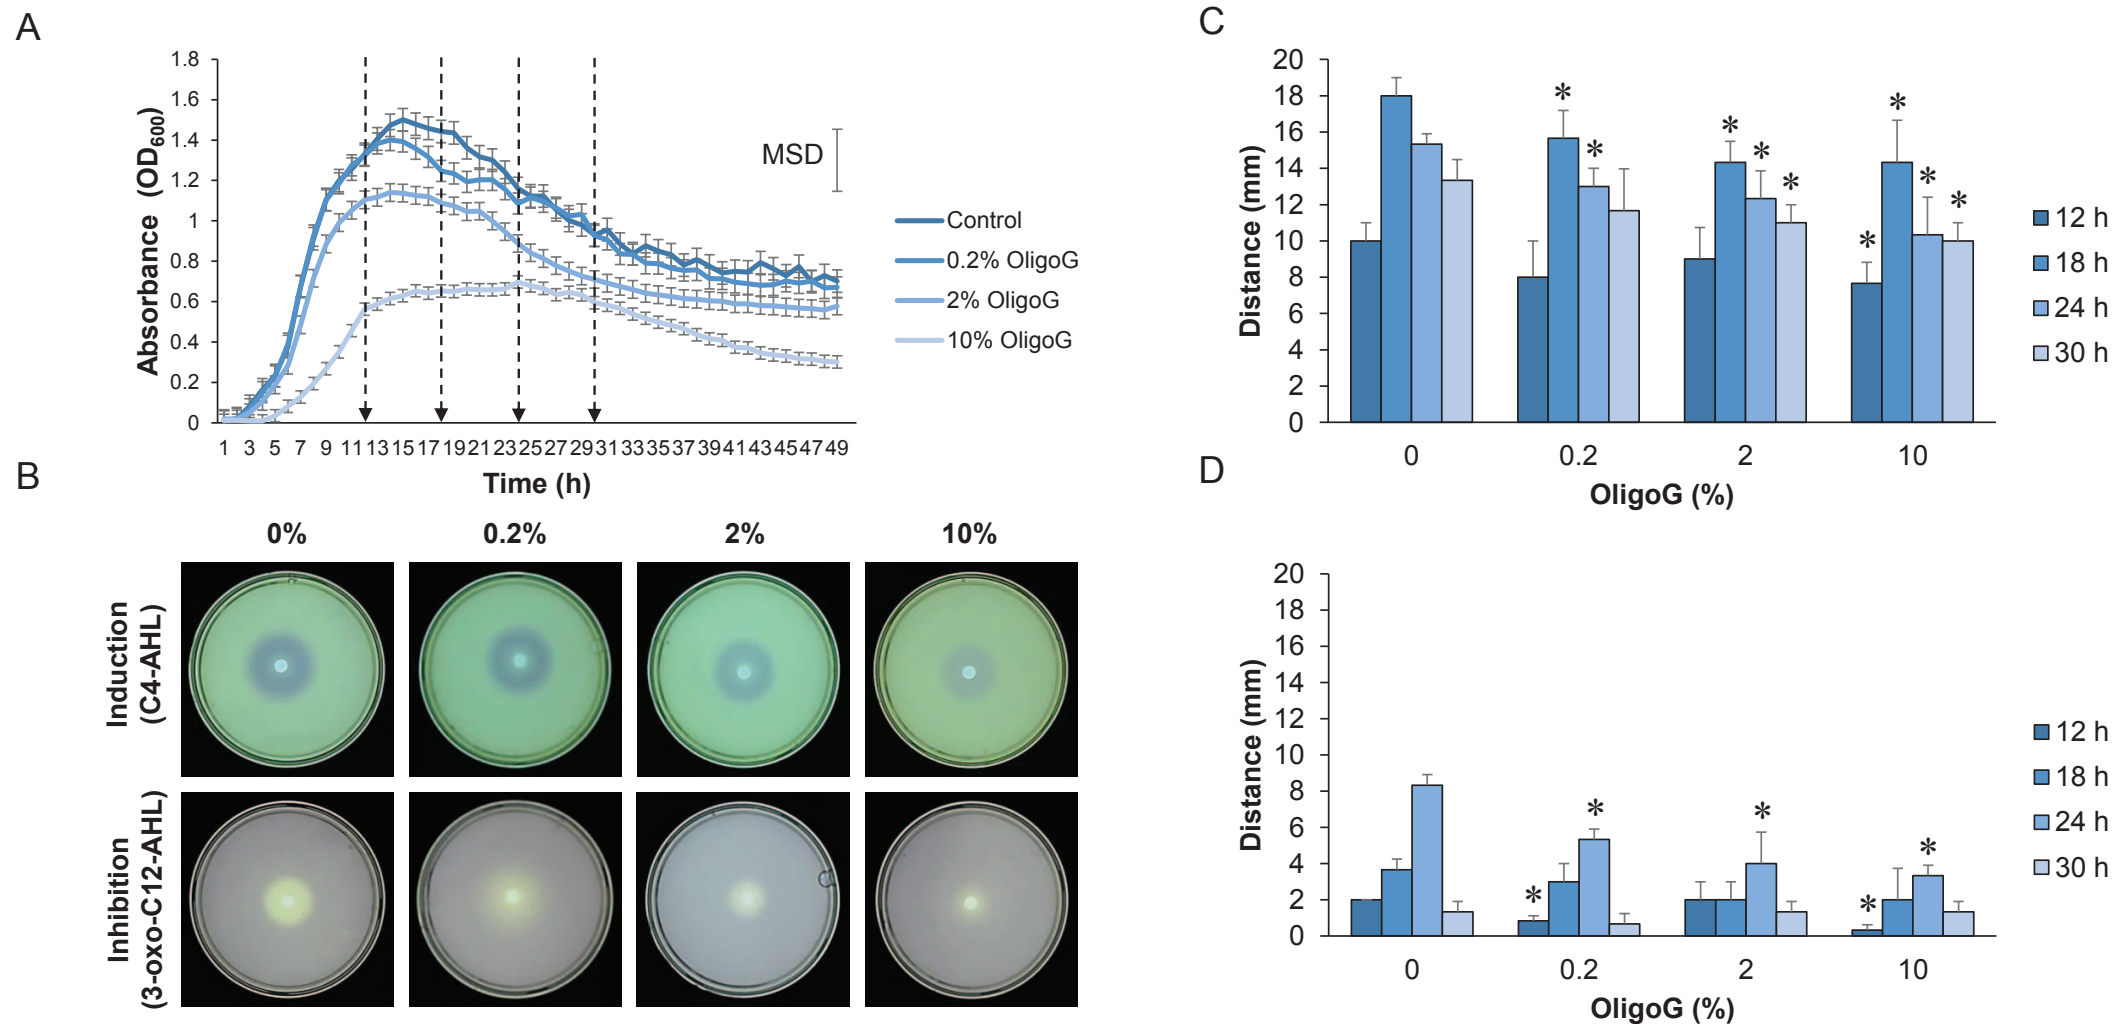 A
1.8
1.6
1.4
1.2
1
0.8
0.6
0.4
0.2
0
Absorbance (OD600)
1 3 5 7 9 11 13 15 17 19 21 23 25 27 29 31 33 35 37 39 41 43 45 47 49
Time (h)
MSD
Control
0.2% OligoG
2% OligoG
10% OligoG
B
0% 0.2% 2% 10%
Induction
(C4-AHL)
Inhibition
(3-oxo-C12-AHL)
C
20
18
16
14
12
10
8
6
4
2
0
Distance (mm)
* * * * * * * * *
0 0.2 2 10
OligoG (%)
12 h
18 h
24 h
30 h
D
20
18
16
14
12
10
8
6
4
2
0
Distance (mm)
* * * * *
0 0.2 2 10
OligoG (%)
12 h
18 h
24 h
30 h